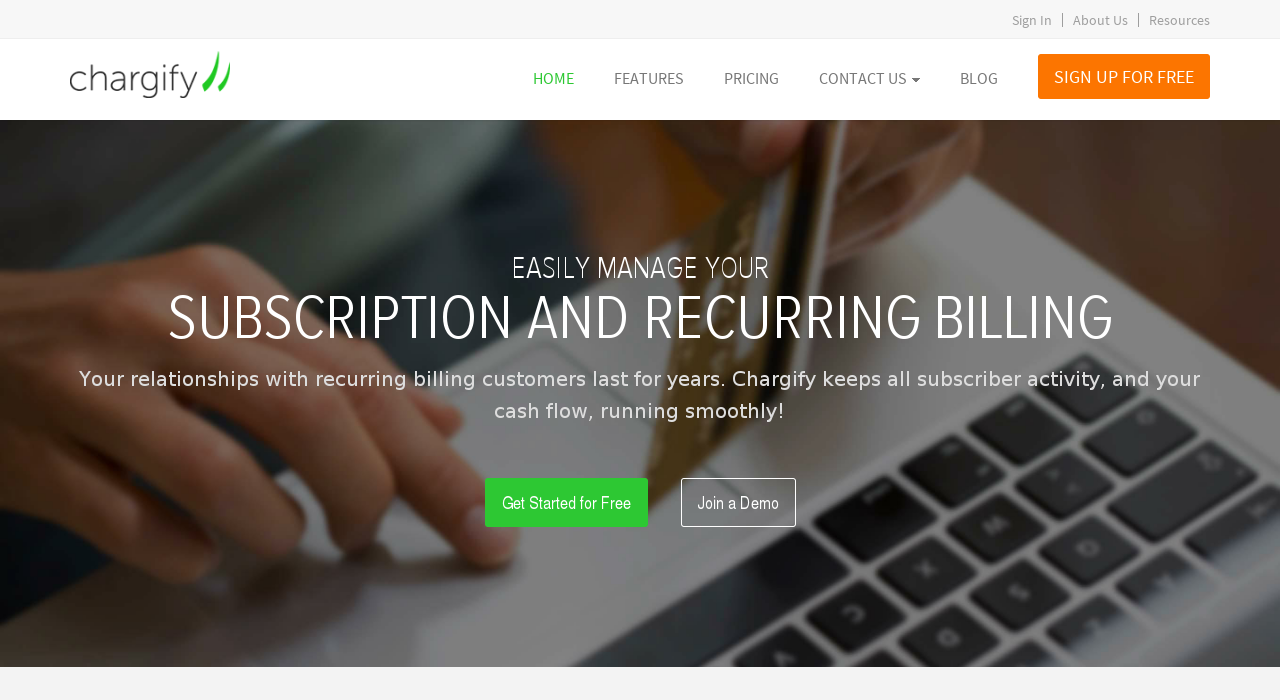 Sign In
About Us
Resources
chargify
HOME
FEATURES
PRICING
CONTACT US
BLOG
SIGN UP FOR FREE
EASILY MANAGE YOUR
SUBSCRIPTION AND RECURRING BILLING
Your relationships with recurring billing customers last for years. Chargify keeps all subscriber activity, and your
cash flow, running smoothly!
Get Started for Free
Join a Demo